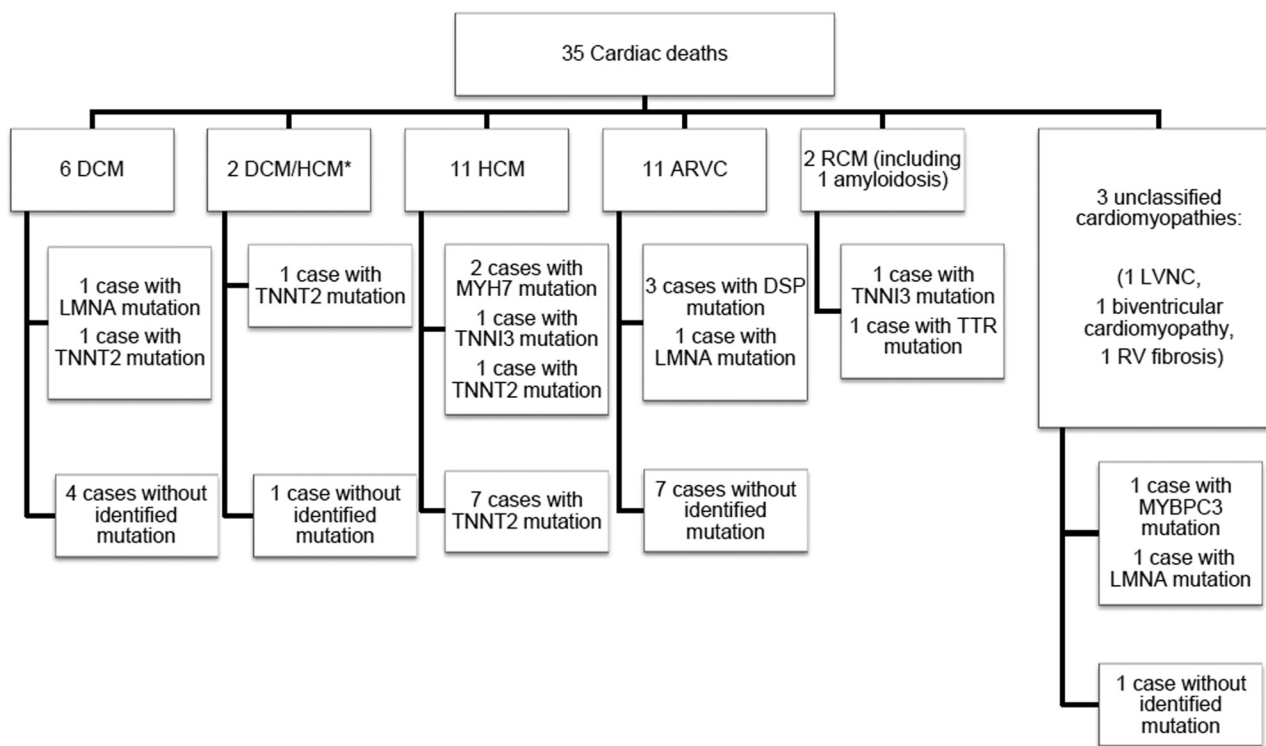 35 Cardiac deaths
6 DCM
2 DCM/HCM*
11 HCM
11 ARVC
2 RCM (including
1 amyloidosis)
3 unclassified
cardiomyopathies:
(1 LVNC,
1 biventricular
cardiomyopathy,
1 RV fibrosis)
1 case with
LMNA mutation
1 case with
TNNT2 mutation
1 case with
TNNT2 mutation
2 cases with
MYH7 mutation
1 case with
TNNI3 mutation
1 case with
TNNT2 mutation
3 cases with DSP
mutation
1 case with
LMNA mutation
1 case with
TNNI3 mutation
1 case with TTR
mutation
4 cases without
identified
mutation
1 case without
identified
mutation
7 cases with
TNNT2 mutation
7 cases without
identified
mutation
1 case with
MYBPC3
mutation
1 case with
LMNA mutation
1 case without
identified
mutation